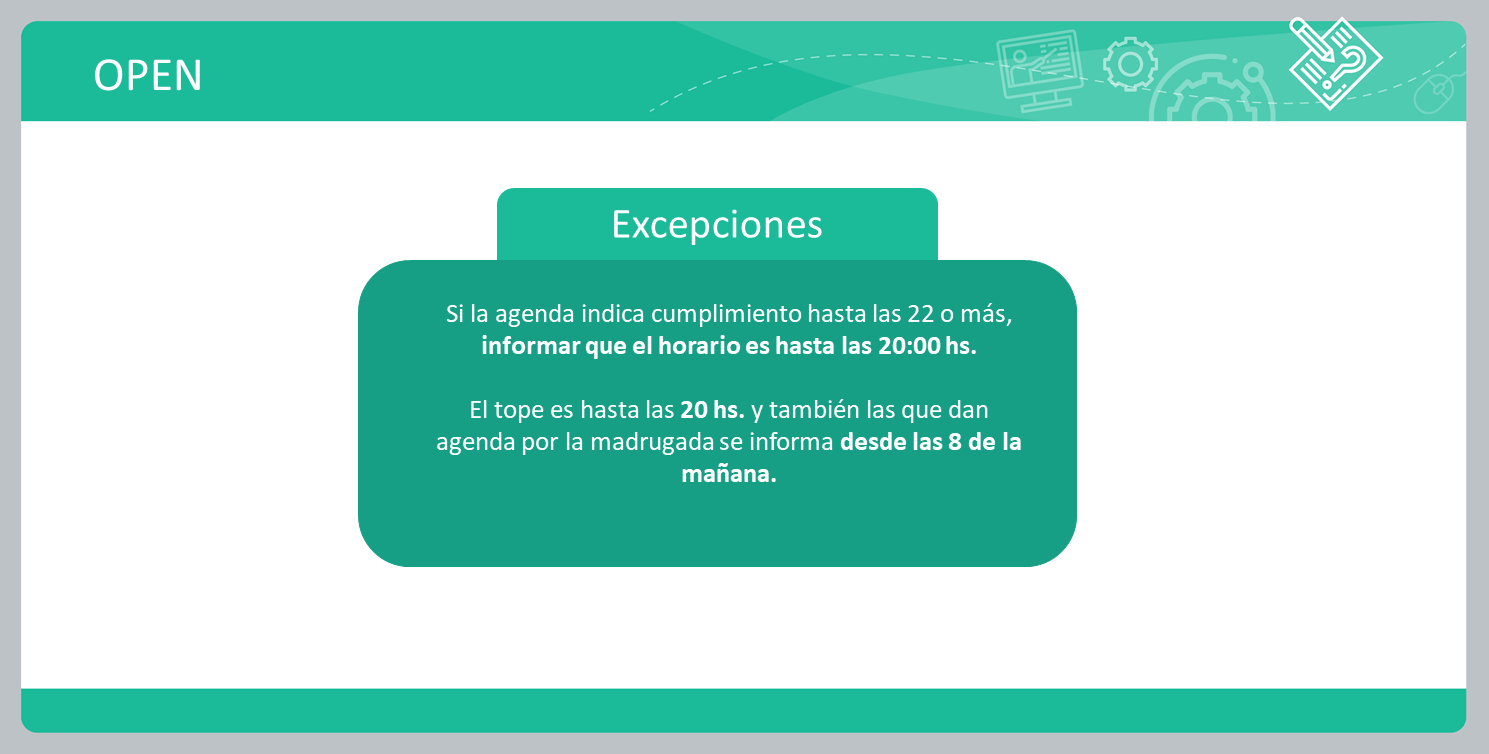 OPEN
Excepciones
Si la agenda indica cumplimiento hasta las 22 o más,
informar que el horario es hasta las 20:00 hs.
El tope es hasta las 20 hs. y también las que dan
agenda por la madrugada se informa desde las 8 de la
mañana.